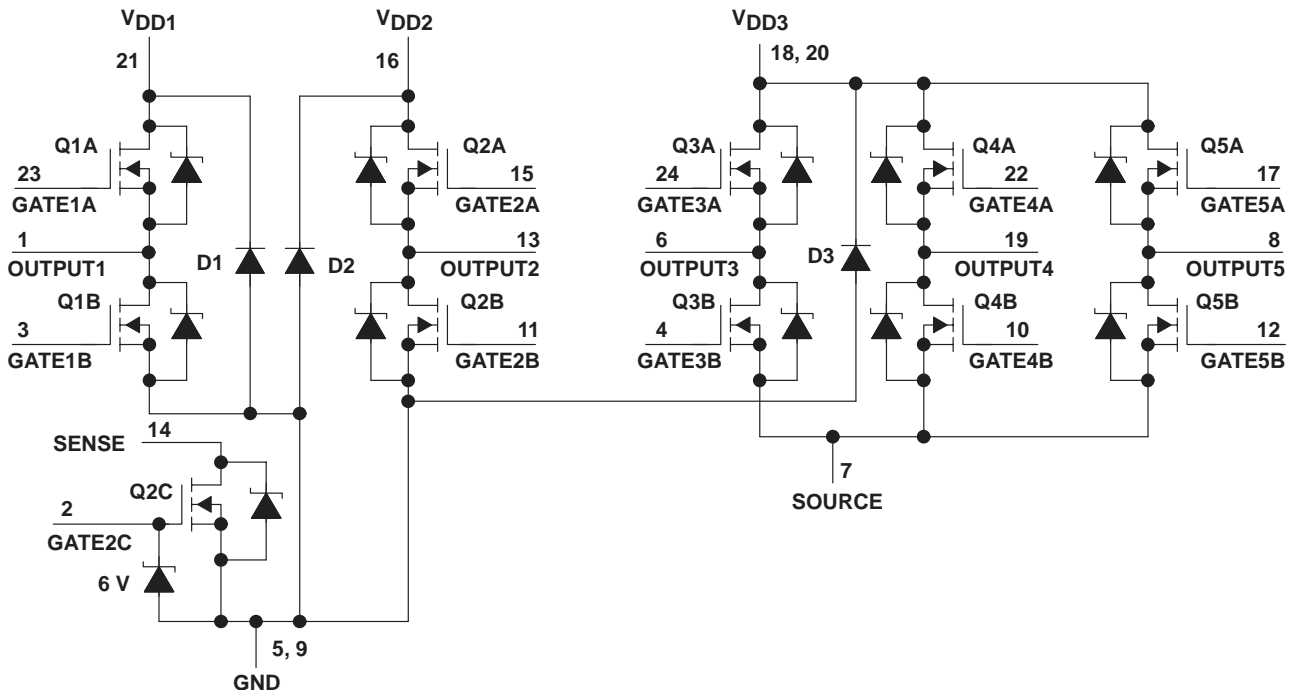 VDD1 VDD2 VDD3
21 16 18, 20
Q1A Q2A Q3A Q4A Q5A
23 15 24 22 17
GATE1A GATE2A GATE3A GATE4A GATE5A
1 13 6 19 8
OUTPUT1 D1 D2 OUTPUT2 OUTPUT3 D3 OUTPUT4 OUTPUT5
Q1B Q2B Q3B Q4B Q5B
3 11 4 10 12
GATE1B GATE2B GATE3B GATE4B GATE5B
14
SENSE
Q2C
7
2
SOURCE
GATE2C
6 V
5, 9
GND